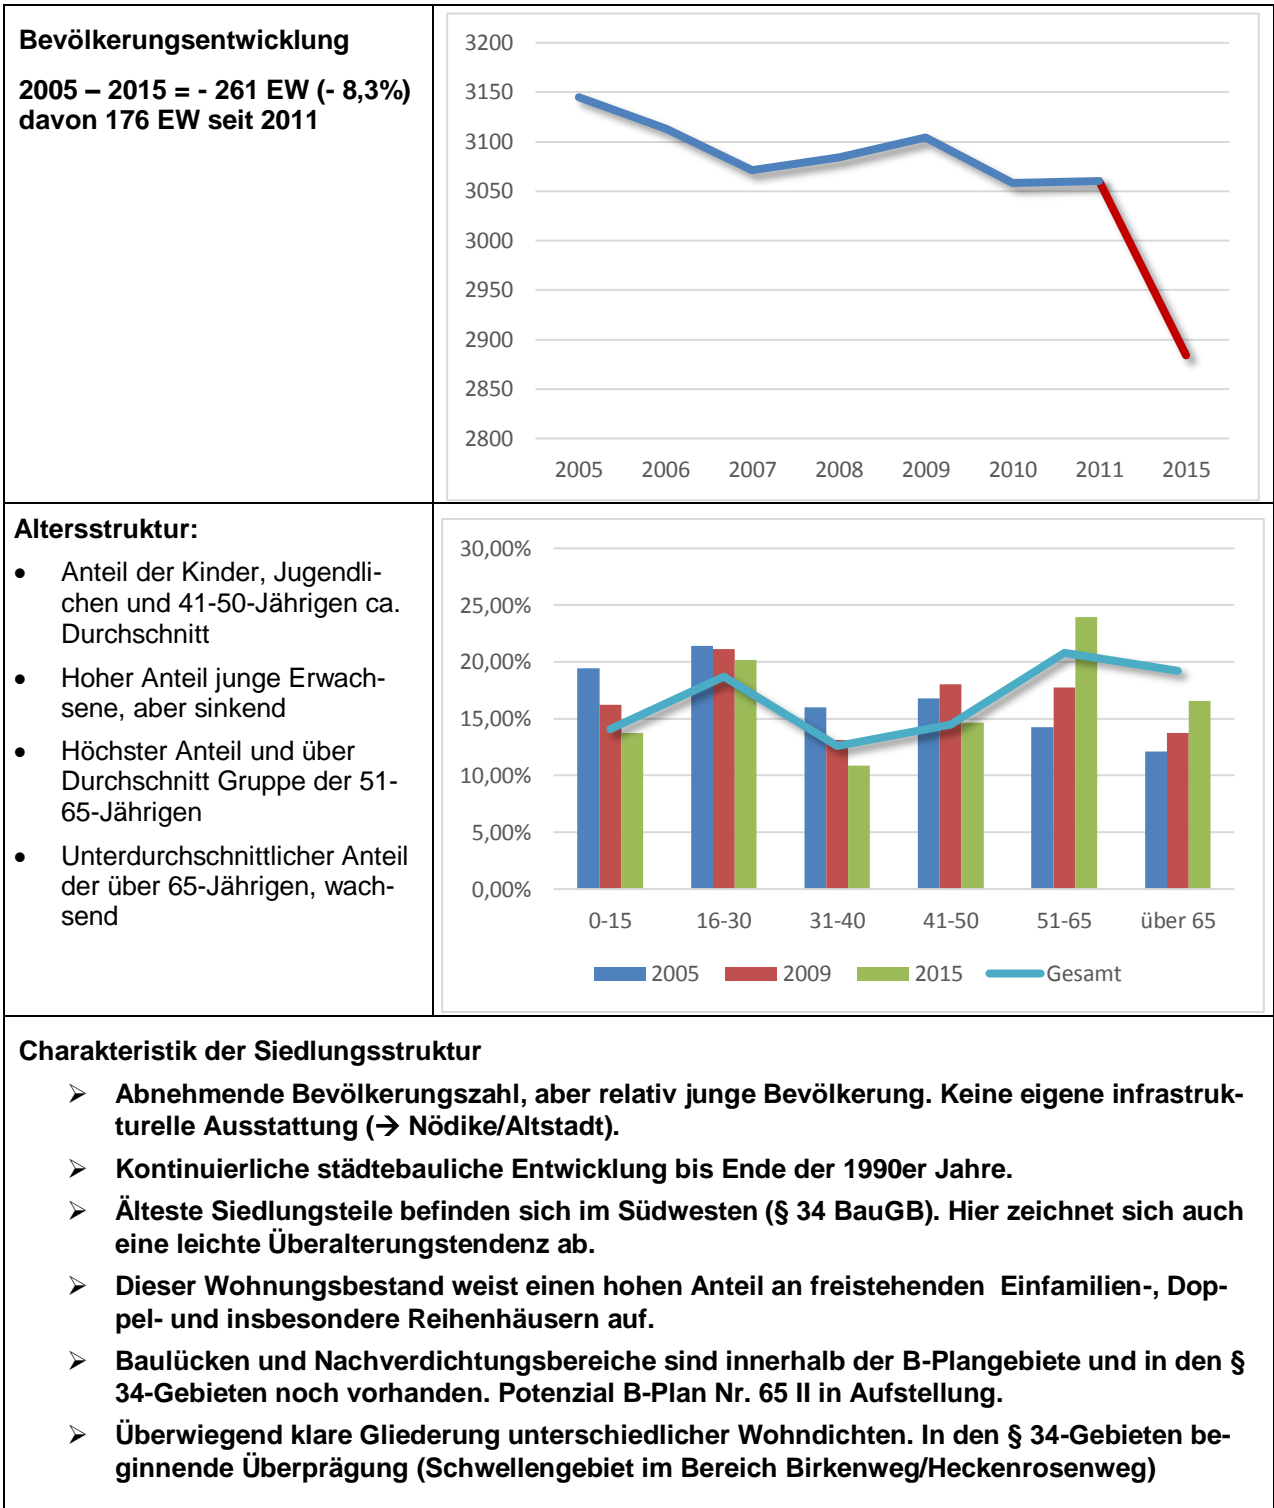 Bevölkerungsentwicklung
2005 – 2015 = - 261 EW (- 8,3%)
davon 176 EW seit 2011
3200
3150
3100
3050
3000
2950
2900
2850
2800
2005 2006 2007 2008 2009 2010 2011 2015
Altersstruktur:
• Anteil der Kinder, Jugendli-
chen und 41-50-Jährigen ca.
Durchschnitt
• Hoher Anteil junge Erwach-
sene, aber sinkend
• Höchster Anteil und über
Durchschnitt Gruppe der 51-
65-Jährigen
• Unterdurchschnittlicher Anteil
der über 65-Jährigen, wach-
send
30,00%
25,00%
20,00%
15,00%
10,00%
5,00%
0,00%
0-15 16-30 31-40 41-50 51-65 über 65
2005 2009 2015 Gesamt
Charakteristik der Siedlungsstruktur
➢ Abnehmende Bevölkerungszahl, aber relativ junge Bevölkerung. Keine eigene infrastruk-
turelle Ausstattung (→ Nödike/Altstadt).
➢ Kontinuierliche städtebauliche Entwicklung bis Ende der 1990er Jahre.
➢ Älteste Siedlungsteile befinden sich im Südwesten (§ 34 BauGB). Hier zeichnet sich auch
eine leichte Überalterungstendenz ab.
➢ Dieser Wohnungsbestand weist einen hohen Anteil an freistehenden Einfamilien-, Dop-
pel- und insbesondere Reihenhäusern auf.
➢ Baulücken und Nachverdichtungsbereiche sind innerhalb der B-Plangebiete und in den §
34-Gebieten noch vorhanden. Potenzial B-Plan Nr. 65 II in Aufstellung.
➢ Überwiegend klare Gliederung unterschiedlicher Wohndichten. In den § 34-Gebieten be-
ginnende Überprägung (Schwellengebiet im Bereich Birkenweg/Heckenrosenweg)